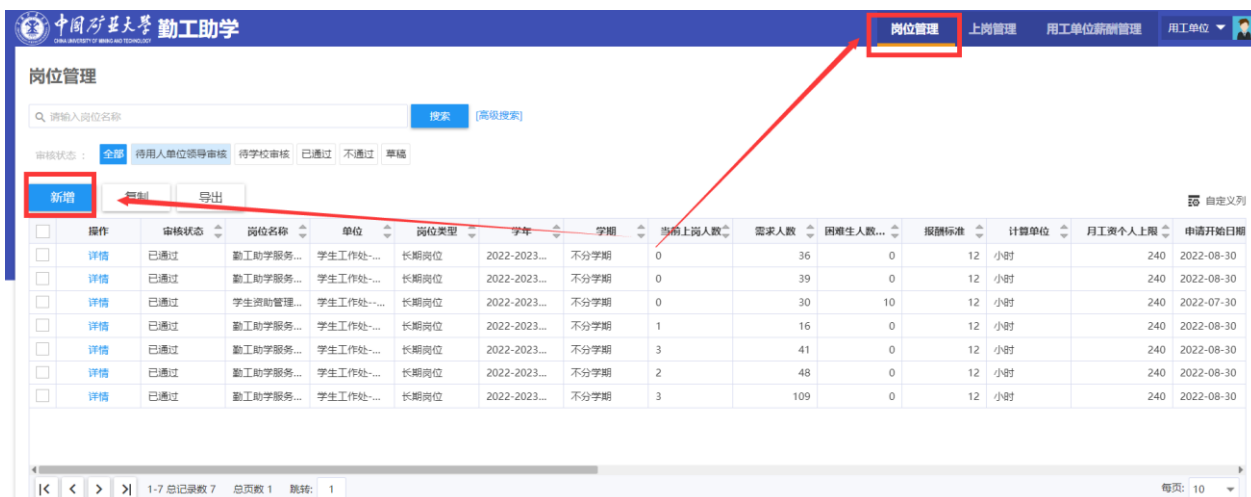 中国矿业大学 勤工助学 岗位管理 上岗管理 用工单位薪酬管理 用工单位
CHINA UNIVERSITY OF MINING AND TECHNOLOGY
岗位管理
请输入岗位名称 搜索 [高级搜索]
审核状态 : 全部 待用人单位领导审核 待学校审核 已通过 不通过 草稿
新增 复制 导出 自定义列
操作 审核状态 岗位名称 单位 岗位类型 学年 学期 当前上岗人数 需求人数 困难生人数... 报酬标准 计算单位 月工资个人上限 申请开始日期
详情 已通过 勤工助学服务... 学生工作处-... 长期岗位 2022-2023... 不分学期 0 36 0 12 小时 240 2022-08-30
详情 已通过 勤工助学服务... 学生工作处-... 长期岗位 2022-2023... 不分学期 0 39 0 12 小时 240 2022-08-30
详情 已通过 学生资助管理... 学生工作处--... 长期岗位 2022-2023... 不分学期 0 30 10 12 小时 240 2022-07-30
详情 已通过 勤工助学服务... 学生工作处-... 长期岗位 2022-2023... 不分学期 1 16 0 12 小时 240 2022-08-30
详情 已通过 勤工助学服务... 学生工作处-... 长期岗位 2022-2023... 不分学期 3 41 0 12 小时 240 2022-08-30
详情 已通过 勤工助学服务... 学生工作处-... 长期岗位 2022-2023... 不分学期 2 48 0 12 小时 240 2022-08-30
详情 已通过 勤工助学服务... 学生工作处-... 长期岗位 2022-2023... 不分学期 3 109 0 12 小时 240 2022-08-30
1-7 总记录数 7 总页数 1 跳转: 1 每页: 10